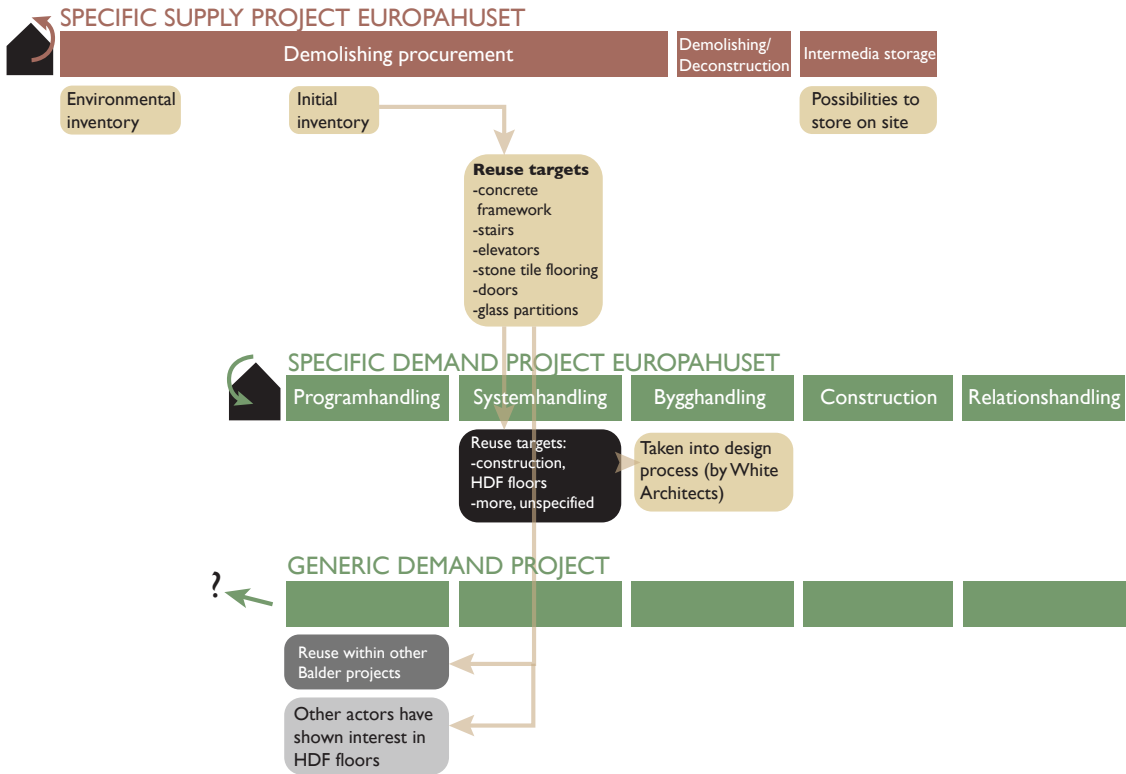 SPECIFIC SUPPLY PROJECT EUROPAHUSET
Demolishing procurement
Demolishing/
Deconstruction
Intermedia storage
Environmental
inventory
Initial
inventory
Possibilities to
store on site
Reuse targets
-concrete
framework
-stairs
-elevators
-stone tile flooring
-doors
-glass partitions
SPECIFIC DEMAND PROJECT EUROPAHUSET
Programhandling
Systemhandling
Bygghandling
Construction
Relationshandling
Reuse targets:
-construction,
HDF floors
-more, unspecified
Taken into design
process (by White
Architects)
GENERIC DEMAND PROJECT
?
Reuse within other
Balder projects
Other actors have
shown interest in
HDF floors